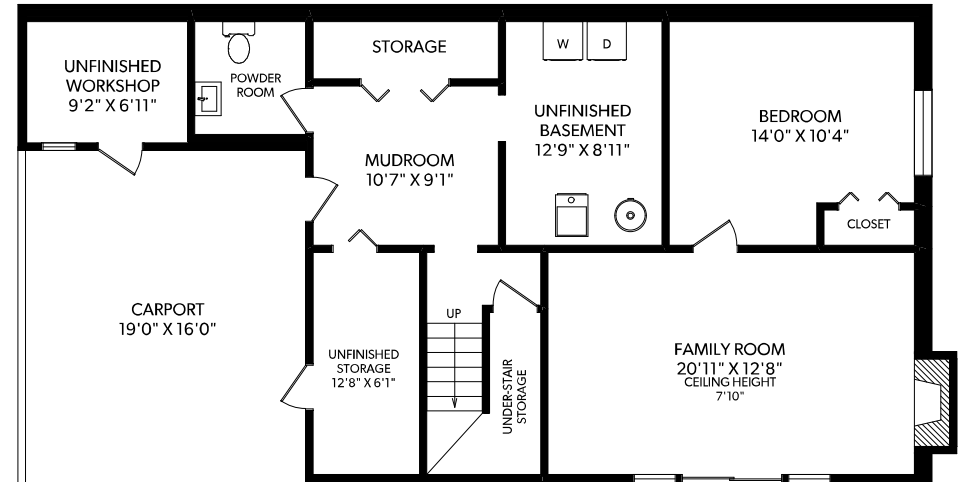 UNFINISHED
WORKSHOP
9'2" X 6'11"
POWDER
ROOM
STORAGE
W
D
UNFINISHED
BASEMENT
12'9" X 8'11"
BEDROOM
14'0" X 10'4"
MUDROOM
10'7" X 9'1"
CLOSET
CARPORT
19'0" X 16'0"
UP
UNFINISHED
STORAGE
12'8" X 6'1"
UNDER-STAIR
STORAGE
FAMILY ROOM
20'11" X 12'8"
CEILING HEIGHT
7'10"